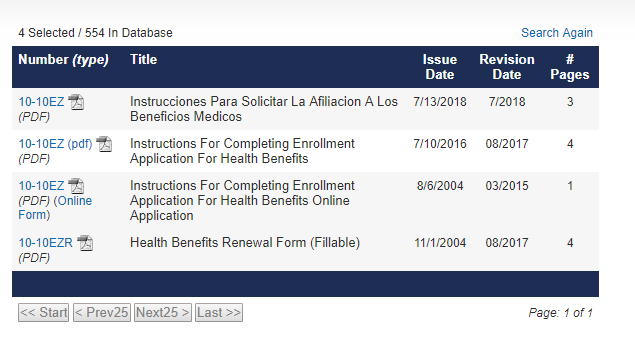 4 Selected / 554 In Database
Search Again
Number (type) Title Issue Date Revision Date # Pages
10-10EZ (PDF) Instrucciones Para Solicitar La Afiliacion A Los Beneficios Medicos 7/13/2018 7/2018 3
10-10EZ (pdf) (PDF) Instructions For Completing Enrollment Application For Health Benefits 7/10/2016 08/2017 4
10-10EZ (PDF) (Online Form) Instructions For Completing Enrollment Application For Health Benefits Online Application 8/6/2004 03/2015 1
10-10EZR (PDF) Health Benefits Renewal Form (Fillable) 11/1/2004 08/2017 4
<< Start < Prev25 Next25 > Last >>
Page: 1 of 1